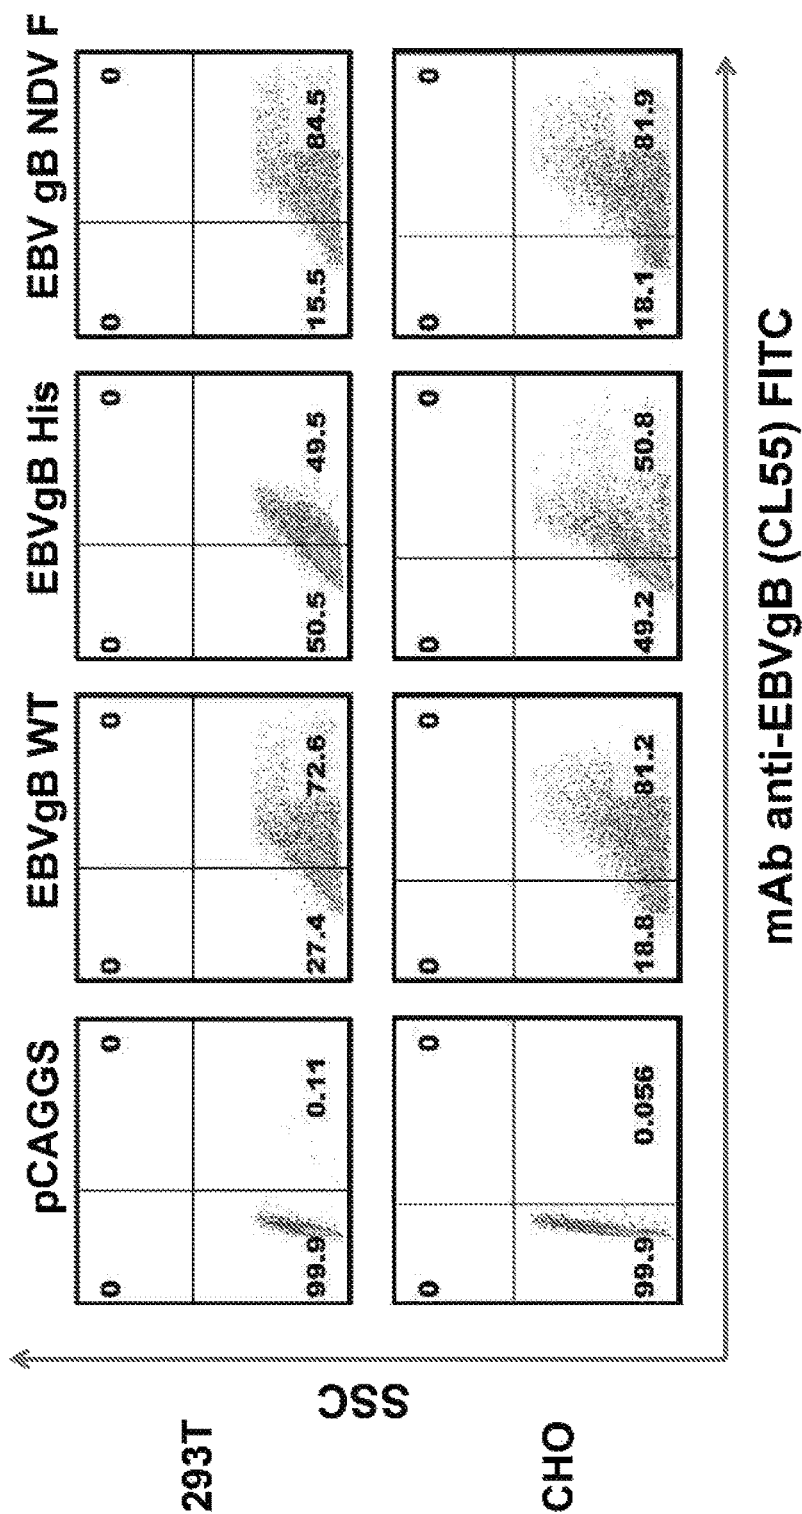 pCAGGS EBVgB WT EBVgB His EBV gB NDV F
293T
0 0 0 0 0 0 0 0
99.9 0.11 27.4 72.6 50.5 49.5 15.5 84.5
SSC
CHO
0 0 0 0 0 0 0 0
99.9 0.056 18.8 81.2 49.2 50.8 18.1 81.9
mAb anti-EBVgB (CL55) FITC